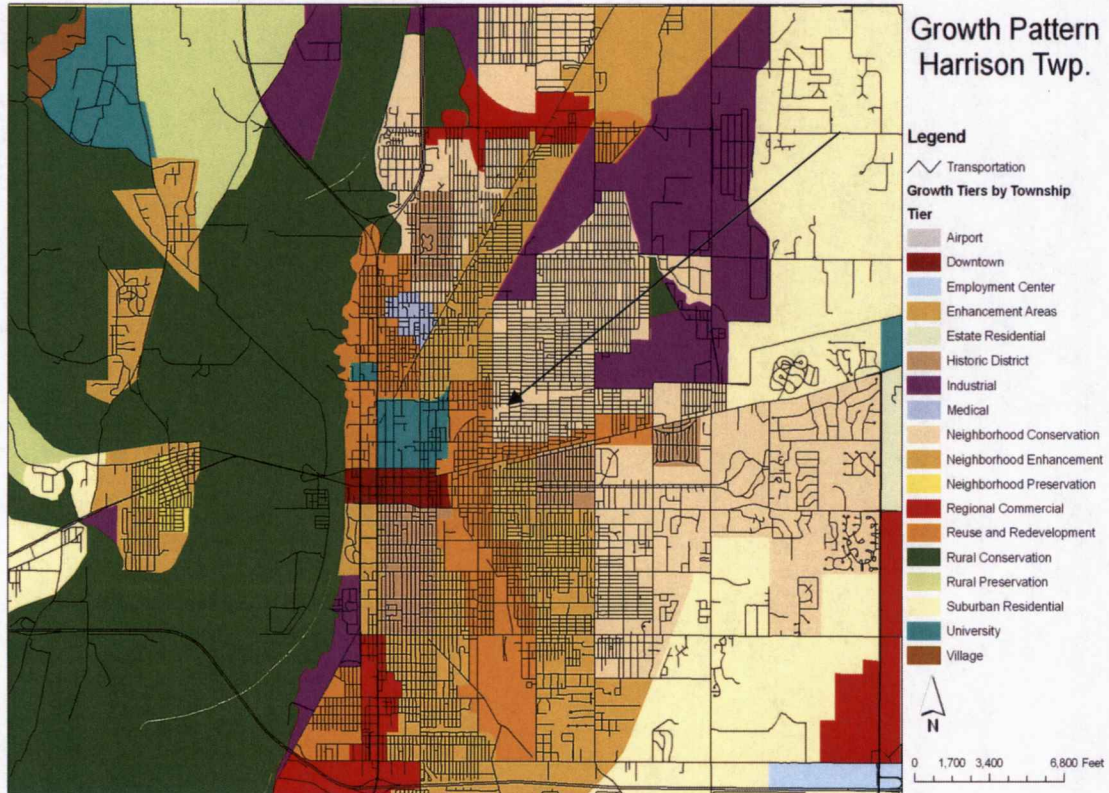 Growth Pattern
Harrison Twp.
Legend
Transportation
Growth Tiers by Township
Tier
Airport
Downtown
Employment Center
Enhancement Areas
Estate Residential
Historic District
Industrial
Medical
Neighborhood Conservation
Neighborhood Enhancement
Neighborhood Preservation
Regional Commercial
Reuse and Redevelopment
Rural Conservation
Rural Preservation
Suburban Residential
University
Village
N
0 1,700 3,400 6,800 Feet